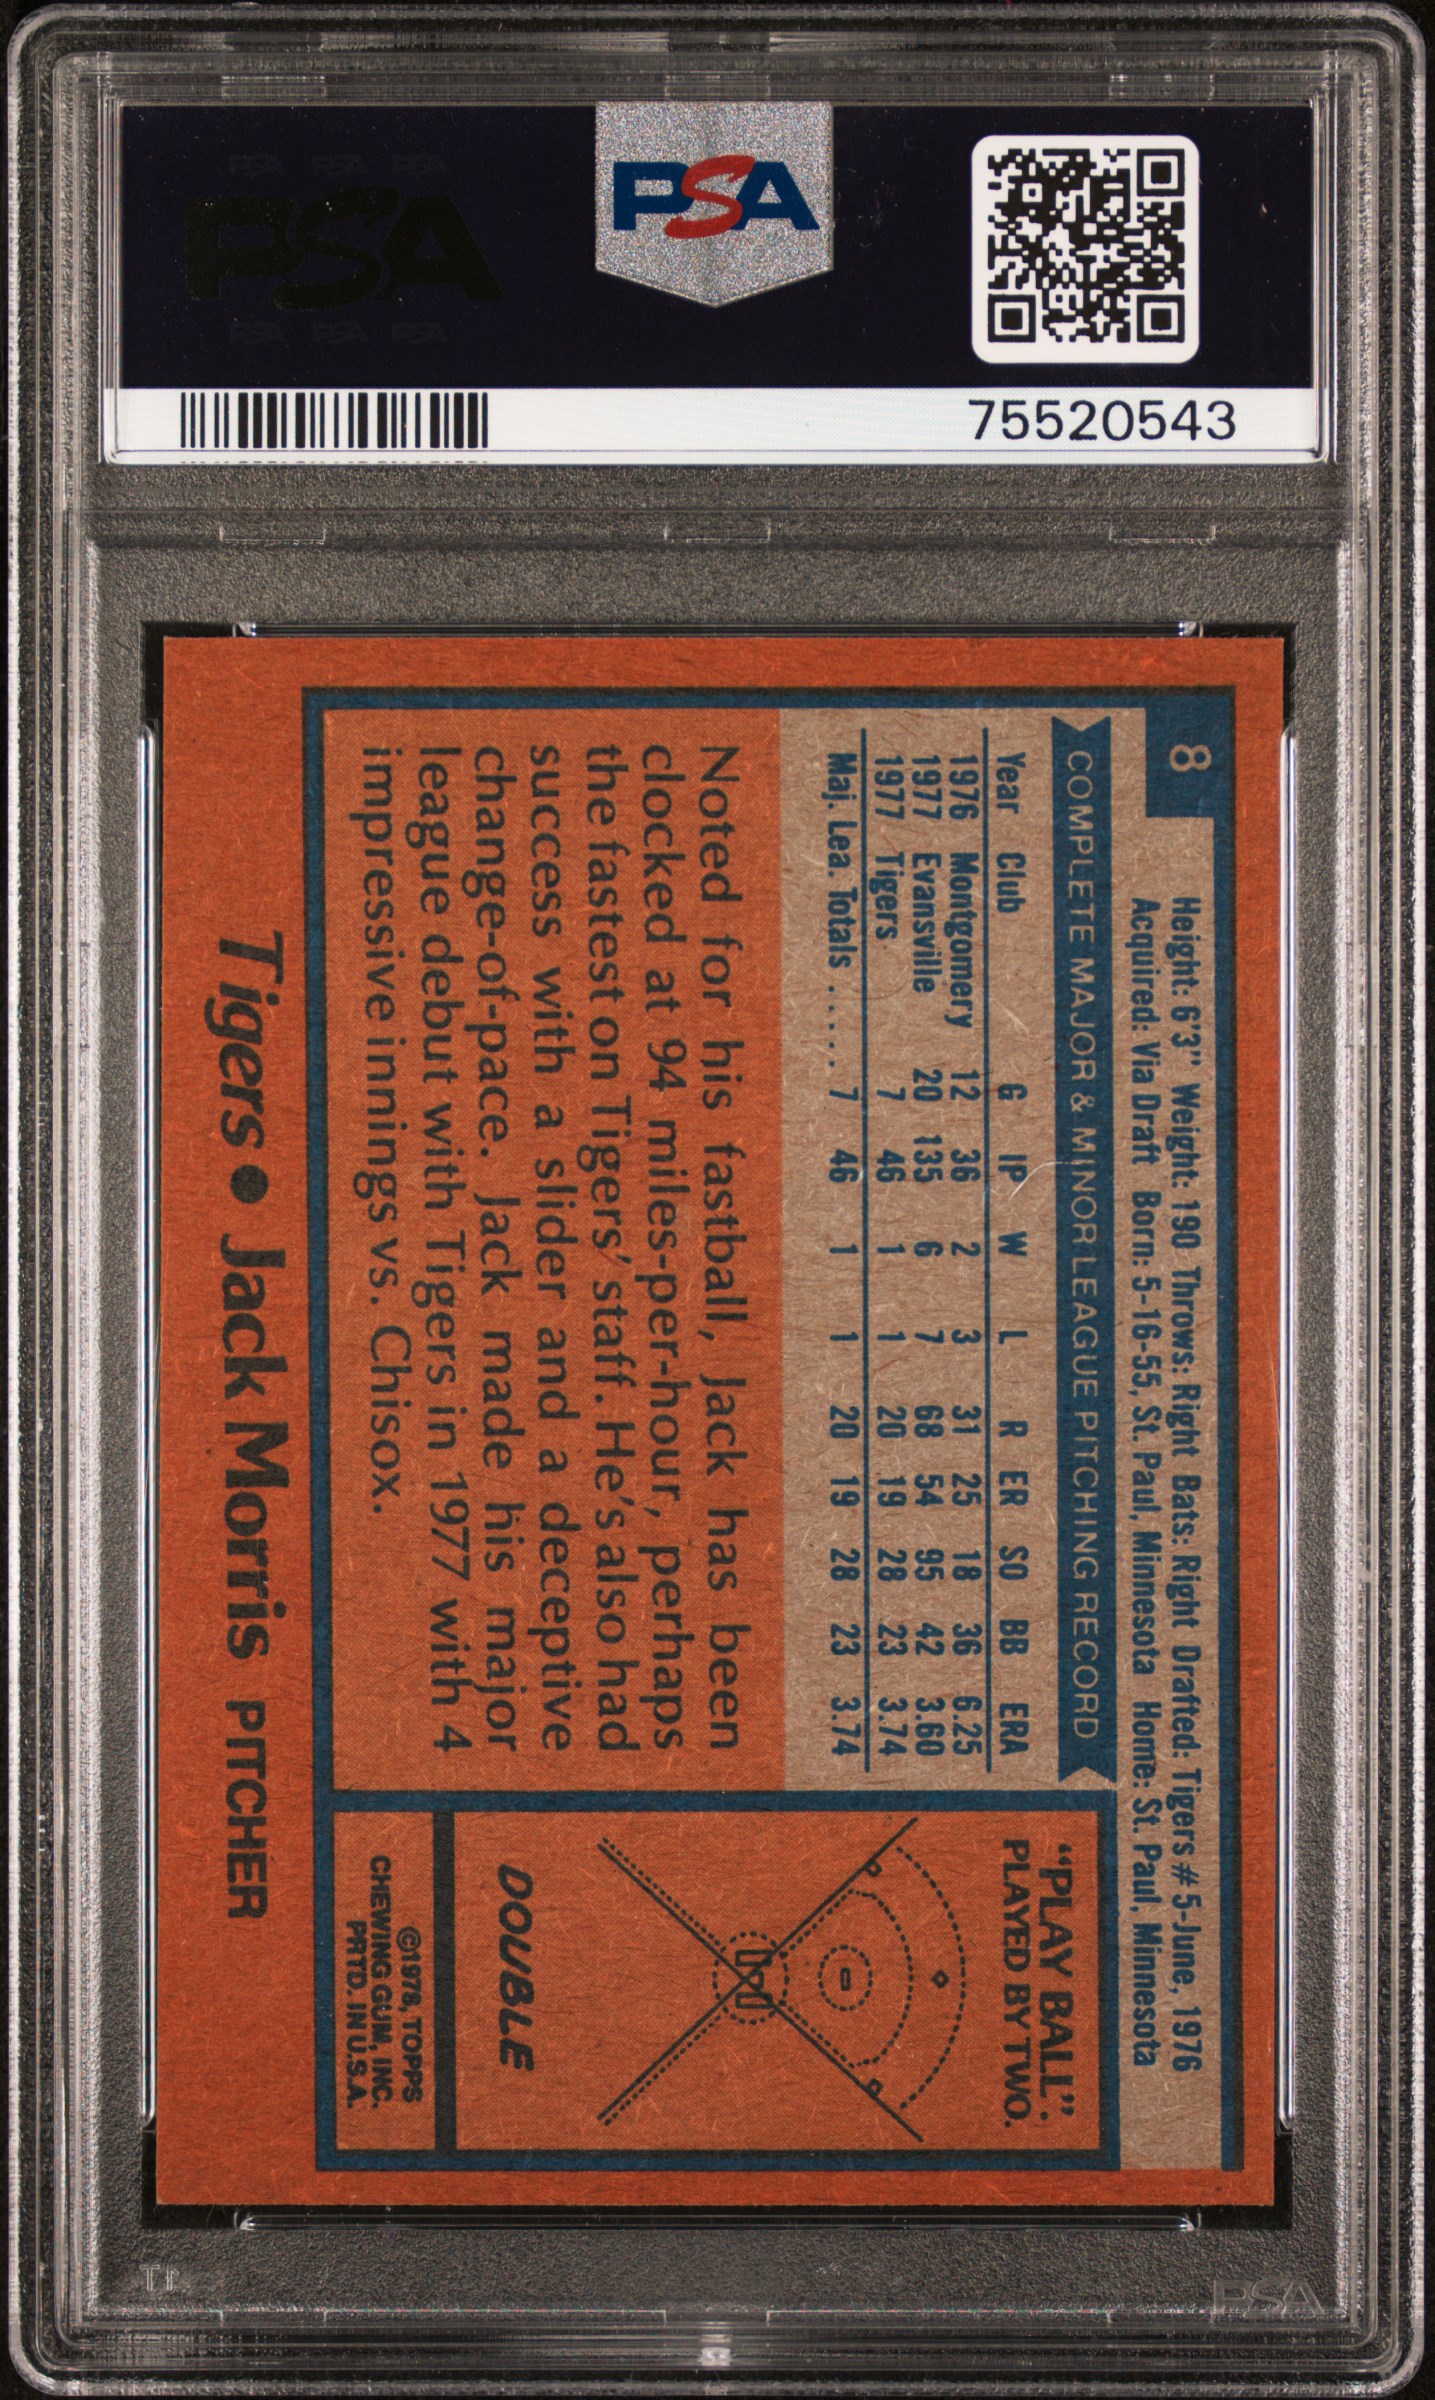 PSA PSA PSA
PSA
PSA PSA PSA
PSA
75520543
8
Height: 6'3" Weight: 190 Throws: Right Bats: Right Drafted: Tigers #5-June, 1976
Acquired: Via Draft Born: 5-16-55, St. Paul, Minnesota Home: St. Paul, Minnesota
COMPLETE MAJOR & MINOR LEAGUE PITCHING RECORD
Year Club G IP W L R ER SO BB ERA
1976 Montgomery 12 36 2 3 31 25 18 36 6.25
1977 Evansville 20 135 6 7 68 54 95 42 3.60
1977 Tigers 7 46 1 1 20 19 28 23 3.74
Maj. Lea. Totals ..... 7 46 1 1 20 19 28 23 3.74
Noted for his fastball, Jack has been
clocked at 94 miles-per-hour, perhaps
the fastest on Tigers' staff. He's also had
success with a slider and a deceptive
change-of-pace. Jack made his major
league debut with Tigers in 1977 with 4
impressive innings vs. Chisox.
"PLAY BALL":
PLAYED BY TWO.
DOUBLE
©1978, TOPPS
CHEWING GUM, INC.
PRTD. IN U.S.A.
Tigers • Jack Morris PITCHER
PSA